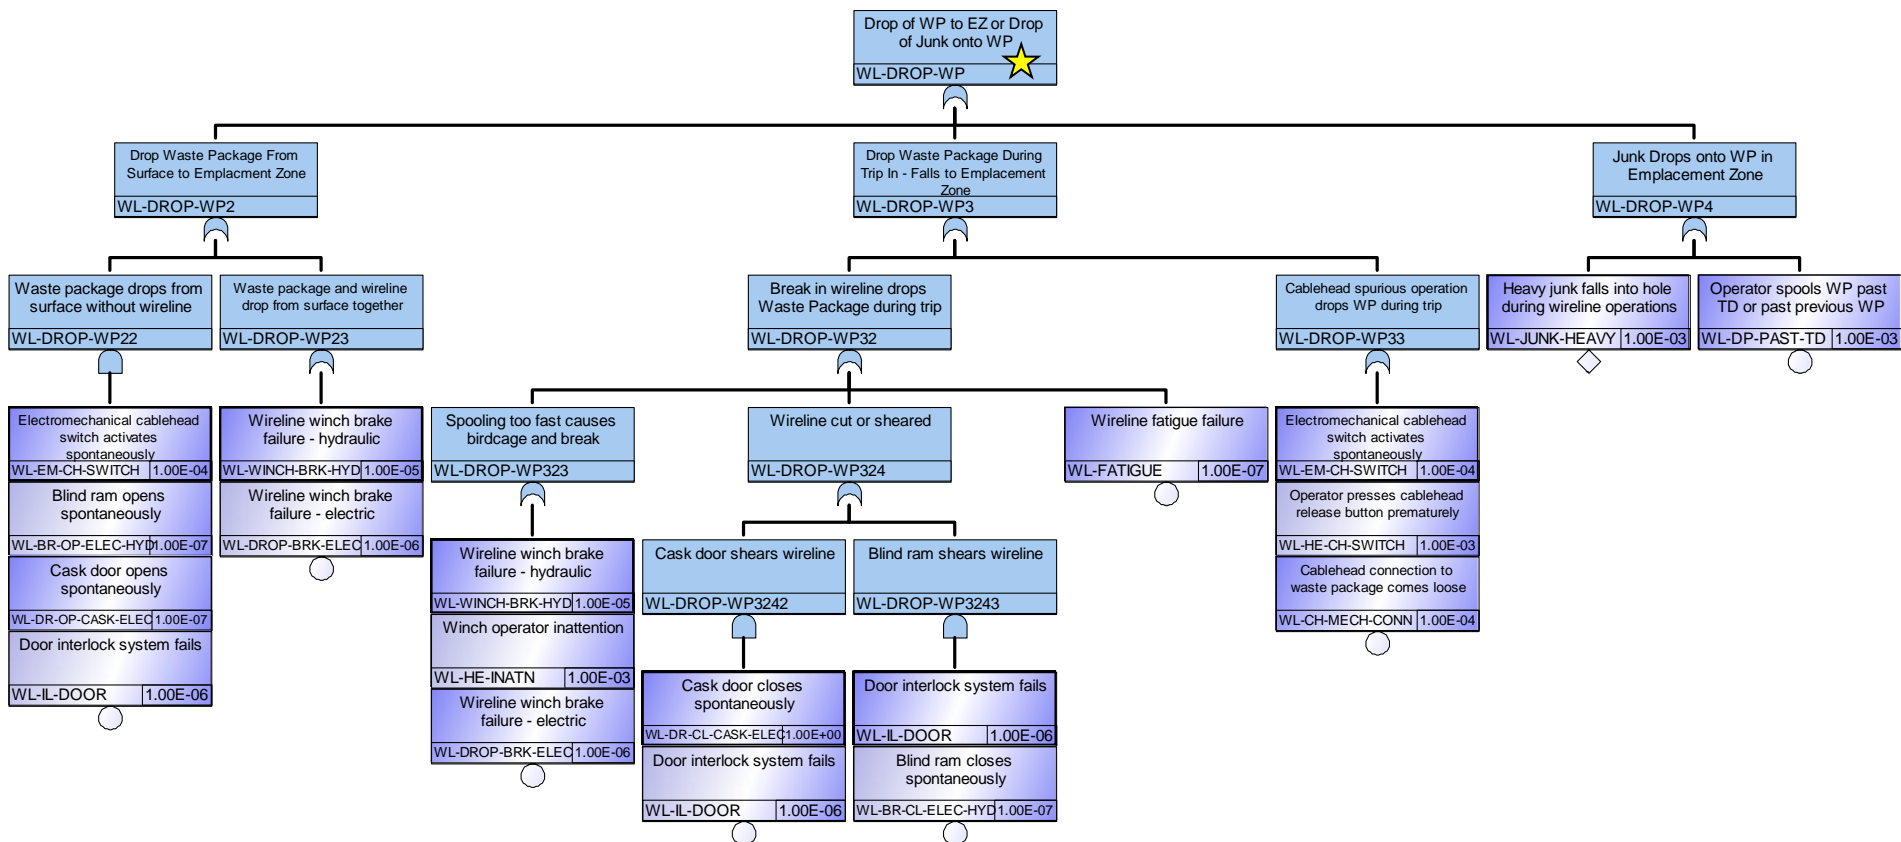 Drop of WP to EZ or Drop
of Junk onto WP
WL-DROP-WP
Drop Waste Package From
Surface to Emplacment Zone
WL-DROP-WP2
Drop Waste Package During
Trip In - Falls to Emplacement
Zone
WL-DROP-WP3
Junk Drops onto WP in
Emplacement Zone
WL-DROP-WP4
Waste package drops from
surface without wireline
WL-DROP-WP22
Waste package and wireline
drop from surface together
WL-DROP-WP23
Break in wireline drops
Waste Package during trip
WL-DROP-WP32
Cablehead spurious operation
drops WP during trip
WL-DROP-WP33
Heavy junk falls into hole
during wireline operations
WL-JUNK-HEAVY 1.00E-03
Operator spools WP past
TD or past previous WP
WL-DP-PAST-TD 1.00E-03
Electromechanical cablehead
switch activates
spontaneously
WL-EM-CH-SWITCH 1.00E-04
Blind ram opens
spontaneously
WL-BR-OP-ELEC-HYD 1.00E-07
Cask door opens
spontaneously
WL-DR-OP-CASK-ELEC 1.00E-07
Door interlock system fails
WL-IL-DOOR 1.00E-06
Wireline winch brake
failure - hydraulic
WL-WINCH-BRK-HYD 1.00E-05
Wireline winch brake
failure - electric
WL-DROP-BRK-ELEC 1.00E-06
Spooling too fast causes
birdcage and break
WL-DROP-WP323
Wireline cut or sheared
WL-DROP-WP324
Wireline fatigue failure
WL-FATIGUE 1.00E-07
Electromechanical cablehead
switch activates
spontaneously
WL-EM-CH-SWITCH 1.00E-04
Operator presses cablehead
release button prematurely
WL-HE-CH-SWITCH 1.00E-03
Cablehead connection to
waste package comes loose
WL-CH-MECH-CONN 1.00E-04
Wireline winch brake
failure - hydraulic
WL-WINCH-BRK-HYD 1.00E-05
Winch operator inattention
WL-HE-INATN 1.00E-03
Wireline winch brake
failure - electric
WL-DROP-BRK-ELEC 1.00E-06
Cask door shears wireline
WL-DROP-WP3242
Blind ram shears wireline
WL-DROP-WP3243
Cask door closes
spontaneously
WL-DR-CL-CASK-ELEC 1.00E+00
Door interlock system fails
WL-IL-DOOR 1.00E-06
Door interlock system fails
WL-IL-DOOR 1.00E-06
Blind ram closes
spontaneously
WL-BR-CL-ELEC-HYD 1.00E-07